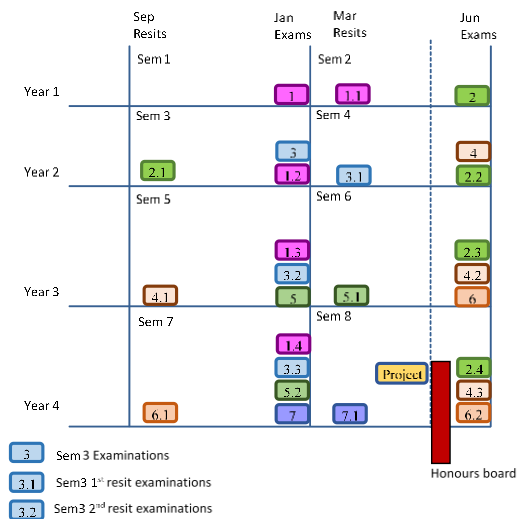 Sep Resits
Jan Exams
Mar Resits
Jun Exams
Sem 1
Sem 2
Year 1
1
1.1
2
Sem 3
Sem 4
3
4
Year 2
2.1
1.2
3.1
2.2
Sem 5
Sem 6
1.3
2.3
3.2
4.2
Year 3
4.1
5
5.1
6
Sem 7
Sem 8
1.4
3.3
Project
2.4
5.2
4.3
Year 4
6.1
7
7.1
6.2
3 Sem 3 Examinations
Honours board
3.1 Sem3 1st resit examinations
3.2 Sem3 2nd resit examinations